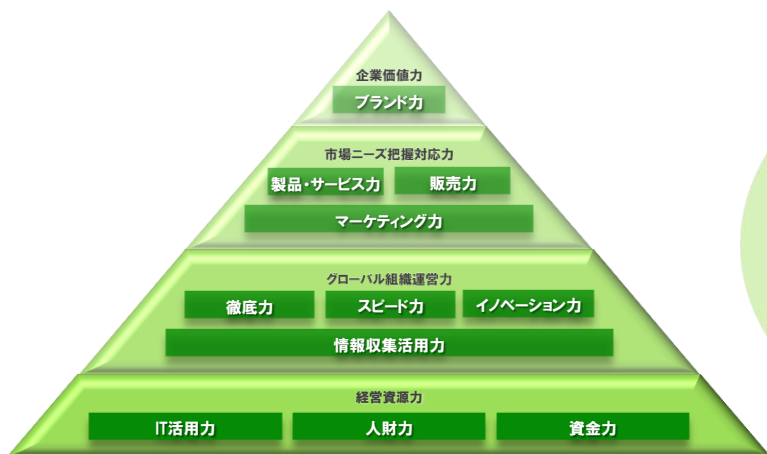 企業価値力
ブランド力
市場ニーズ把握対応力
製品・サービス力
販売力
マーケティング力
グローバル組織運営力
徹底力
スピード力
イノベーション力
情報収集活用力
経営資源力
IT活用力
人財力
資金力